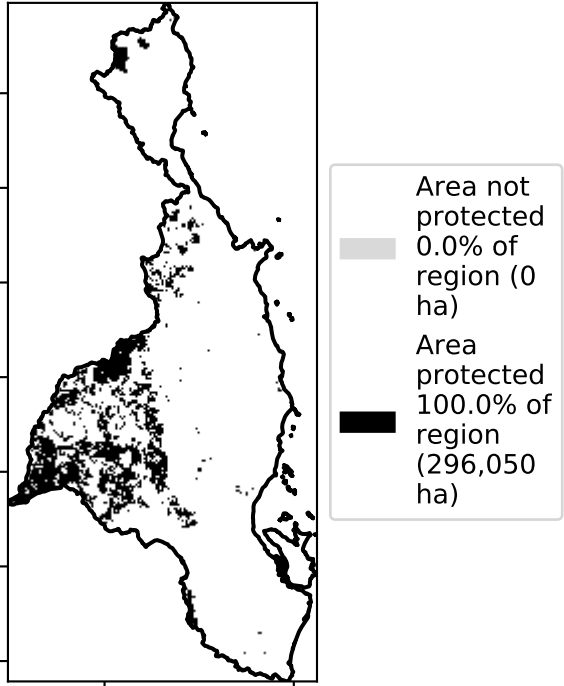 Area not
protected
0.0% of
region (0
ha)
Area
protected
100.0% of
region
(296,050
ha)